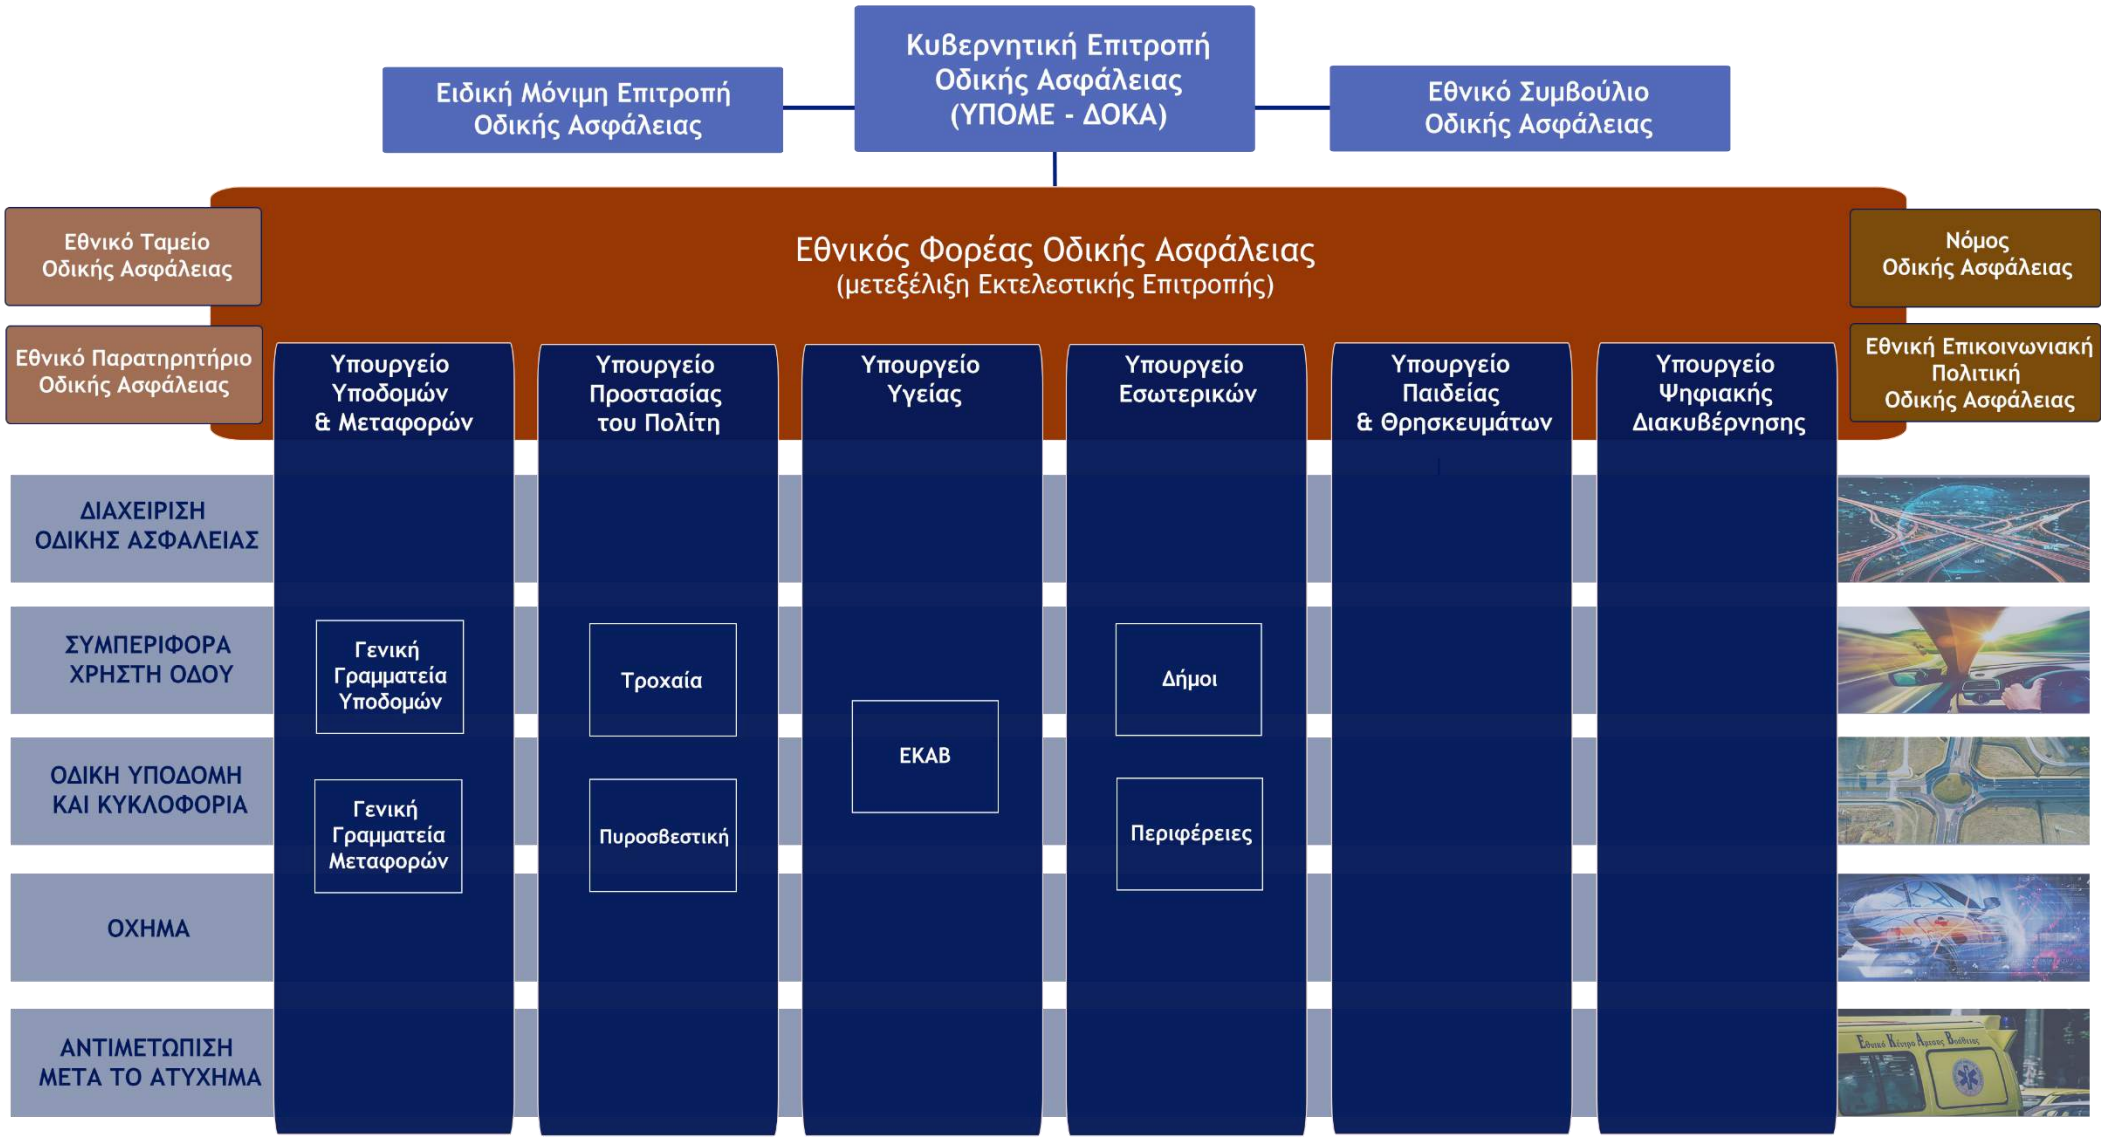 Κυβερνητική Επιτροπή
Οδικής Ασφάλειας
(ΥΠΟΜΕ - ΔΟΚΑ)
Ειδική Μόνιμη Επιτροπή
Οδικής Ασφάλειας
Εθνικό Συμβούλιο
Οδικής Ασφάλειας
Εθνικό Ταμείο
Οδικής Ασφάλειας
Εθνικός Φορέας Οδικής Ασφάλειας
(μετεξέλιξη Εκτελεστικής Επιτροπής)
Νόμος
Οδικής Ασφάλειας
Εθνικό Παρατηρητήριο
Οδικής Ασφάλειας
Υπουργείο
Υποδομών
& Μεταφορών
Υπουργείο
Προστασίας
του Πολίτη
Υπουργείο
Υγείας
Υπουργείο
Εσωτερικών
Υπουργείο
Παιδείας
& Θρησκευμάτων
Υπουργείο
Ψηφιακής
Διακυβέρνησης
Εθνική Επικοινωνιακή
Πολιτική
Οδικής Ασφάλειας
ΔΙΑΧΕΙΡΙΣΗ
ΟΔΙΚΗΣ ΑΣΦΑΛΕΙΑΣ
ΣΥΜΠΕΡΙΦΟΡΑ
ΧΡΗΣΤΗ ΟΔΟΥ
Γενική
Γραμματεία
Υποδομών
Τροχαία
ΕΚΑΒ
Δήμοι
ΟΔΙΚΗ ΥΠΟΔΟΜΗ
ΚΑΙ ΚΥΚΛΟΦΟΡΙΑ
Γενική
Γραμματεία
Μεταφορών
Πυροσβεστική
Περιφέρειες
ΟΧΗΜΑ
ΑΝΤΙΜΕΤΩΠΙΣΗ
ΜΕΤΑ ΤΟ ΑΤΥΧΗΜΑ
Εθνικό Κέντρο Αμεσης Βοήθειας